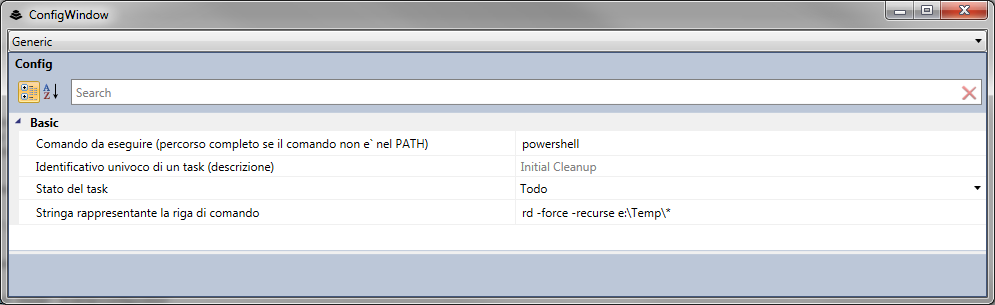 ConfigWindow
Generic
Config
A
Z
Search
Basic
Comando da eseguire (percorso completo se il comando non e` nel PATH) powershell
Identificativo univoco di un task (descrizione) Initial Cleanup
Stato del task Todo
Stringa rappresentante la riga di comando rd -force -recurse e:\Temp\*